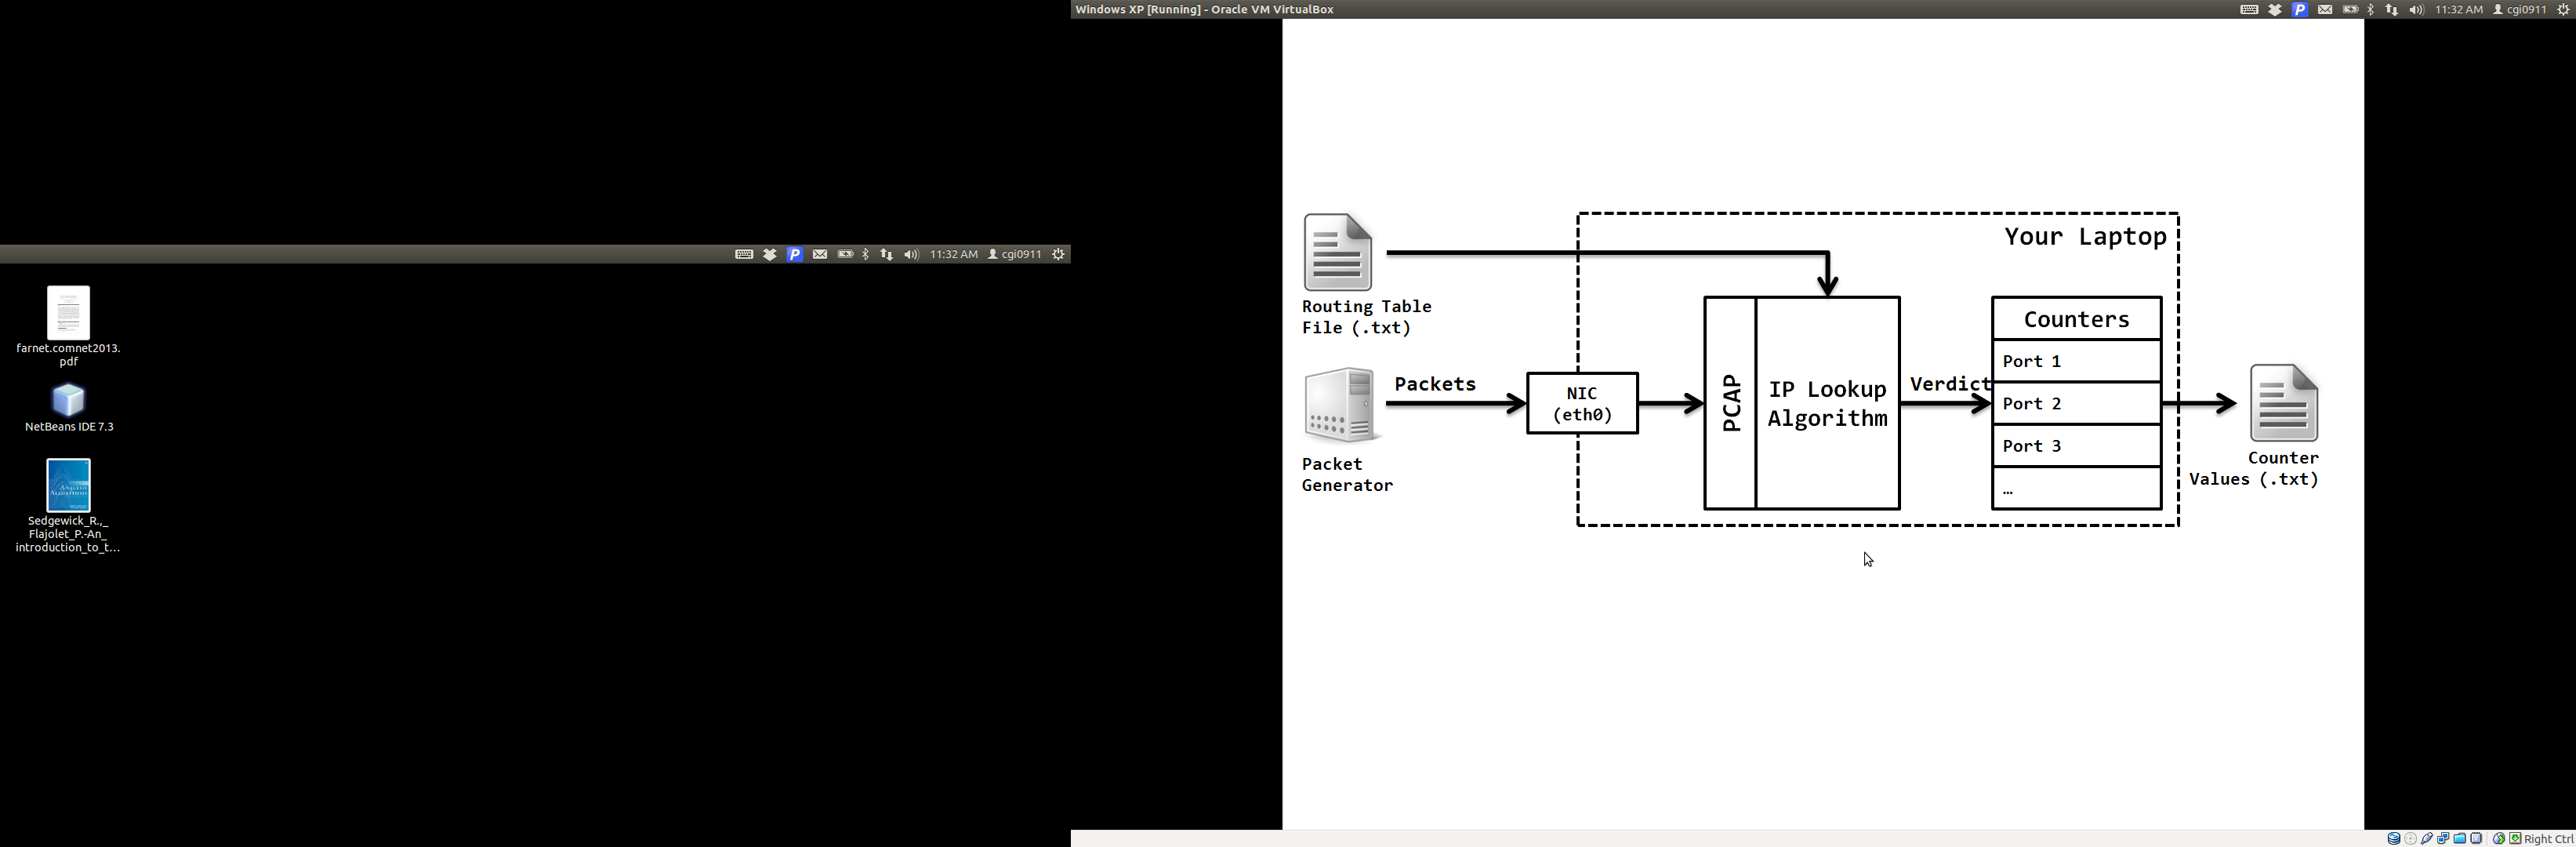 11:32 AM cgi0911
farnet.comnet2013.
pdf
NetBeans IDE 7.3
ANALYSIS
ALGORITHMS
Sedgewick_R.,_
Flajolet_P.-An_
introduction_to_t...
Windows XP [Running] - Oracle VM VirtualBox
11:32 AM cgi0911
Your Laptop
Routing Table
File (.txt)
Packets
Packet
Generator
NIC
(eth0)
PCAP
IP Lookup
Algorithm
Verdict
Counters
Port 1
Port 2
Port 3
…
Counter
Values (.txt)
Right Ctrl